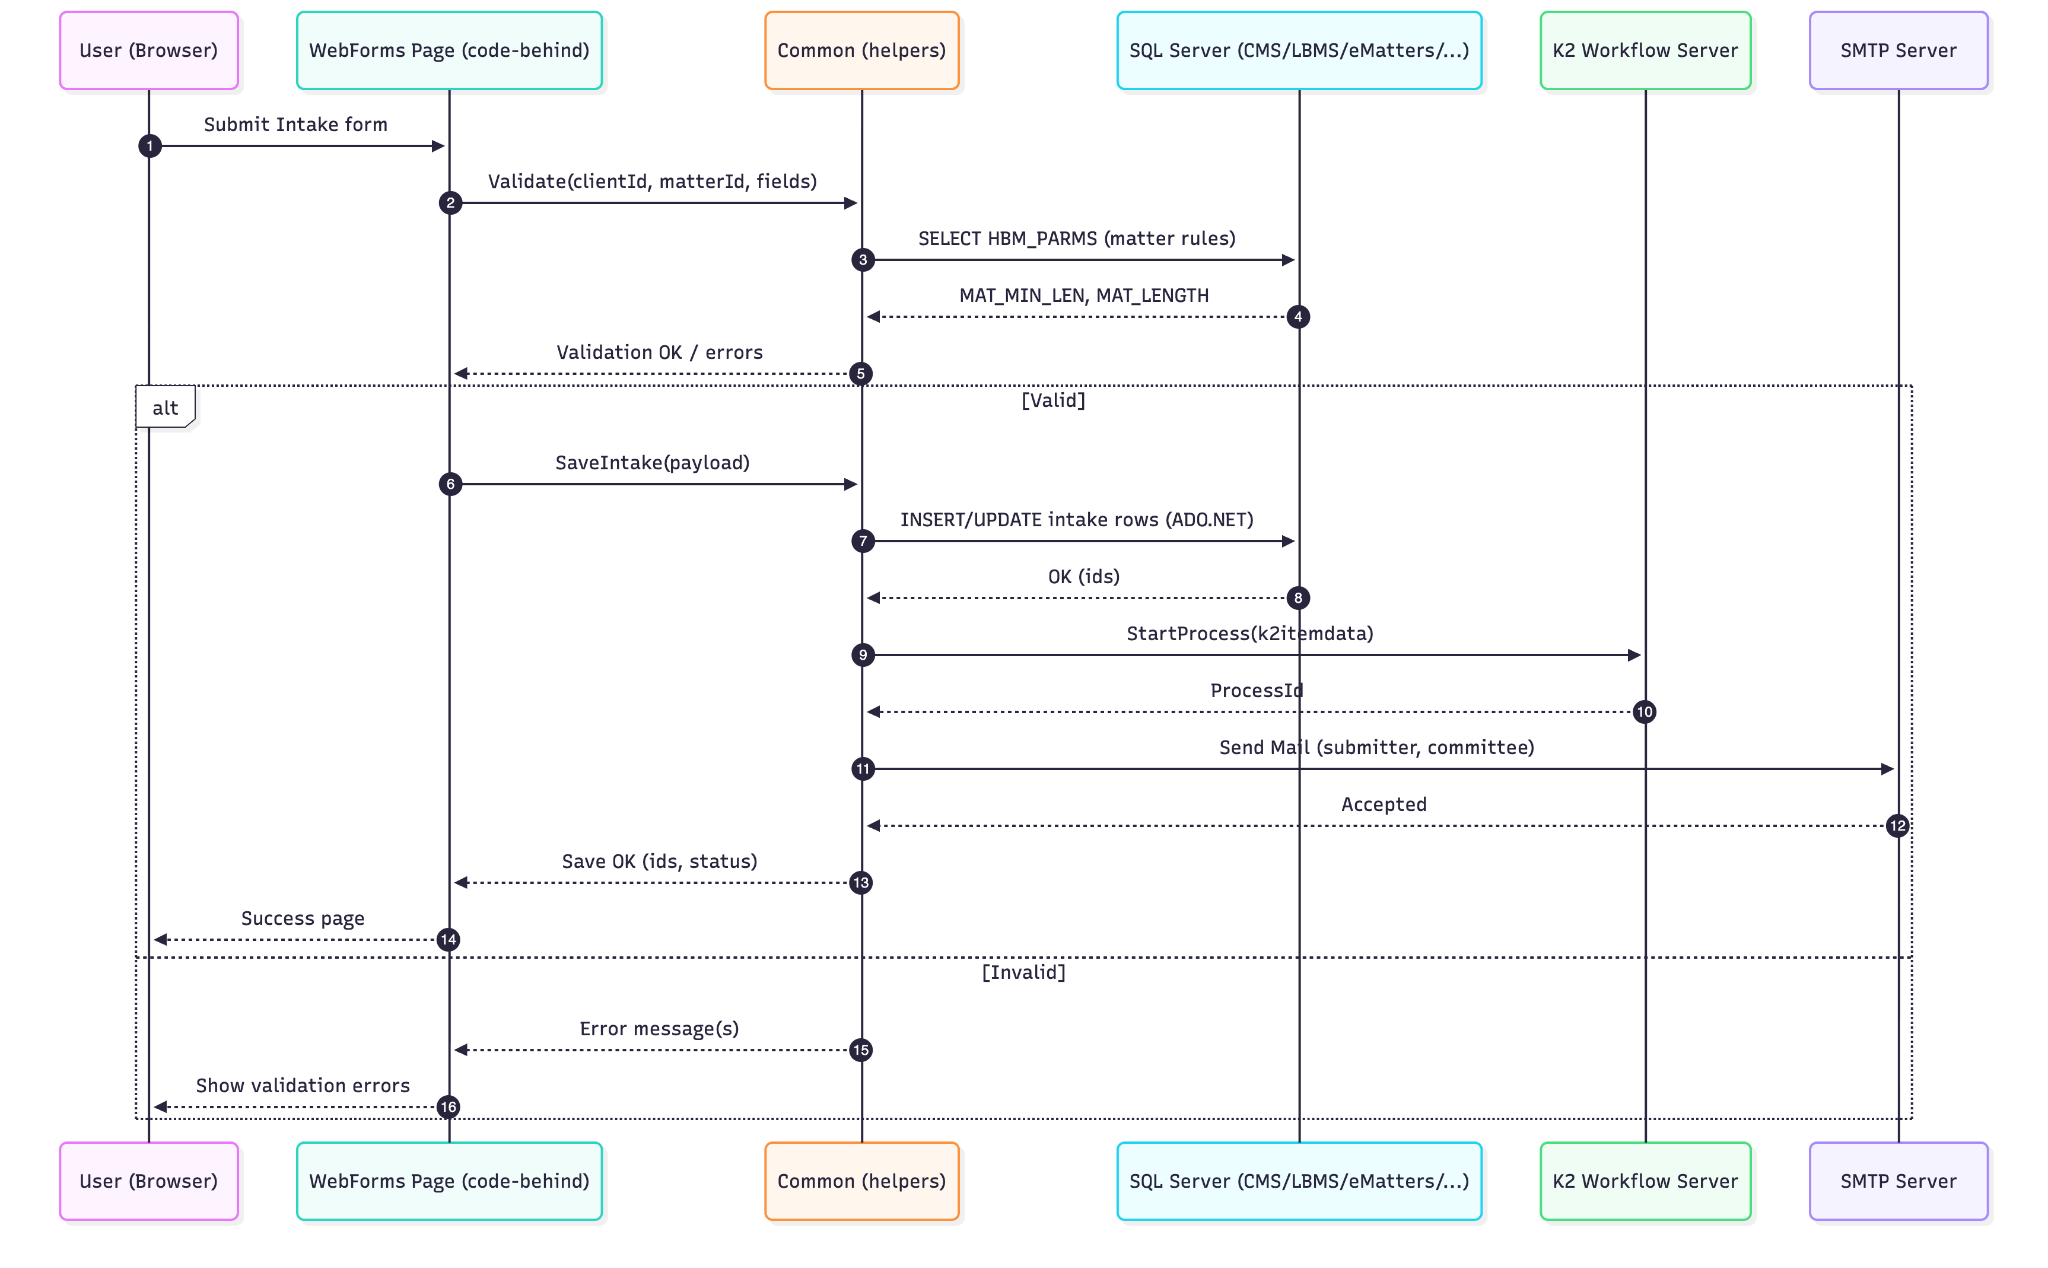 User (Browser)
WebForms Page (code-behind)
Common (helpers)
SQL Server (CMS/LBMS/eMatters/...)
K2 Workflow Server
SMTP Server
Submit Intake form
1
Validate(clientId, matterId, fields)
2
SELECT HBM_PARMS (matter rules)
3
MAT_MIN_LEN, MAT_LENGTH
4
Validation OK / errors
5
alt
[Valid]
SaveIntake(payload)
6
INSERT/UPDATE intake rows (ADO.NET)
7
OK (ids)
8
StartProcess(k2itemdata)
9
ProcessId
10
Send Mail (submitter, committee)
11
Accepted
12
Save OK (ids, status)
13
Success page
14
[Invalid]
Error message(s)
15
Show validation errors
16
User (Browser)
WebForms Page (code-behind)
Common (helpers)
SQL Server (CMS/LBMS/eMatters/...)
K2 Workflow Server
SMTP Server